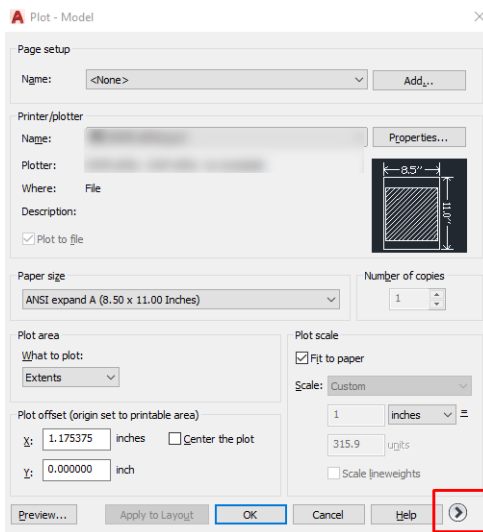 Plot - Model
Page setup
Name: <None> Add...
Printer/plotter
Name: Properties...
Plotter:
Where: File
Description:
Plot to file
8.5"
11.0"
Paper size
ANSI expand A (8.50 x 11.00 Inches)
Number of copies
1
Plot area
What to plot:
Extents
Plot scale
Fit to paper
Scale: Custom
1 inches =
315.9 units
Scale lineweights
Plot offset (origin set to printable area)
X: 1.175375 inches Center the plot
Y: 0.000000 inch
Preview... Apply to Layout OK Cancel Help